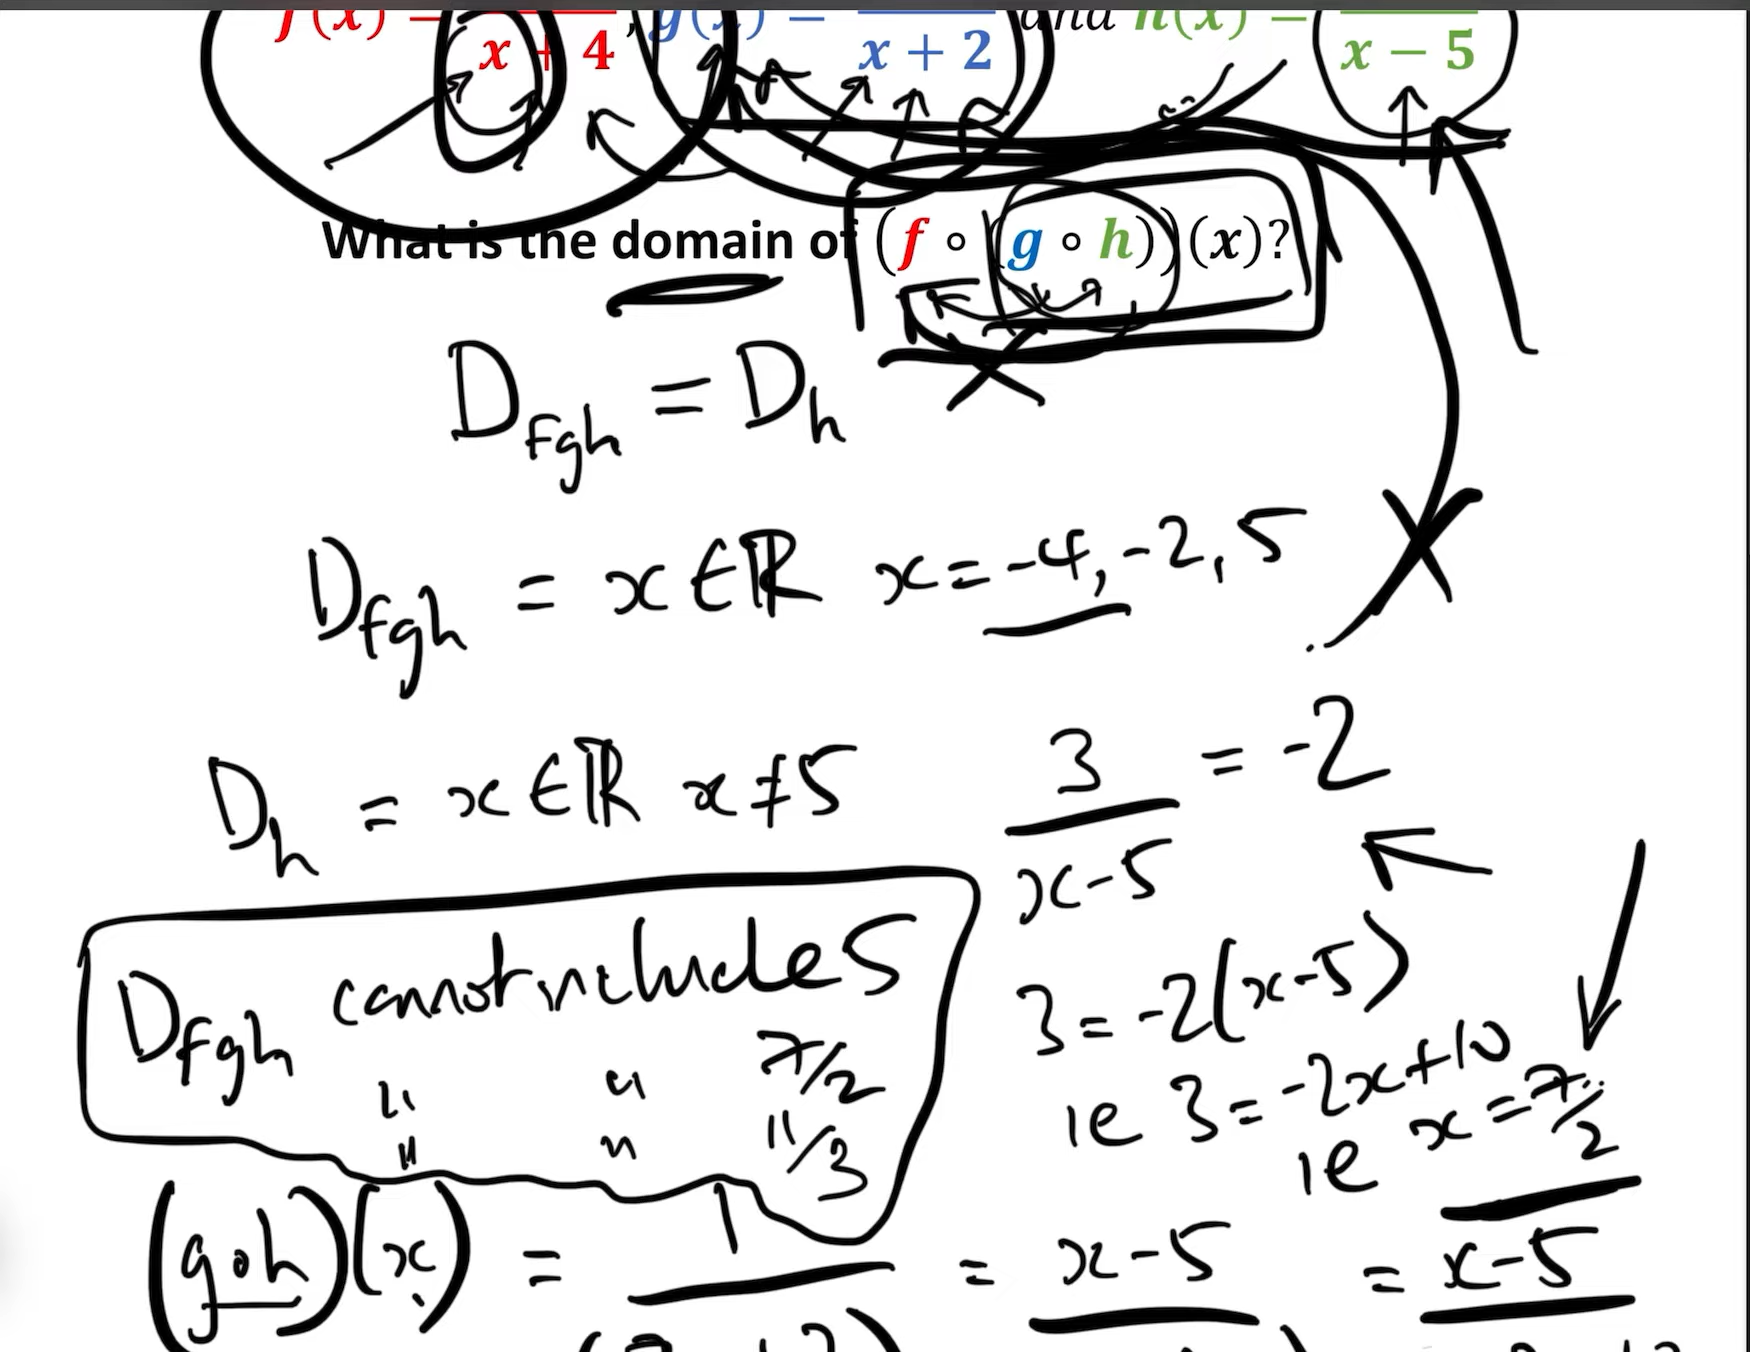 f(x) = x + 4 , g(x) = x + 2 and h(x) = x − 5
What is the domain of (f ∘ (g ∘ h))(x)?
D_fgh = D_h
D_fgh = x ∈ ℝ x = -4, -2, 5
D_h = x ∈ ℝ x ≠ 5
3/(x-5) = -2
D_fgh cannot include 5
" " 7/2
" " 11/3
3 = -2(x-5)
ie 3 = -2x+10
ie x = 7/2
(g∘h)(x) = 1 = x-5 = x-5